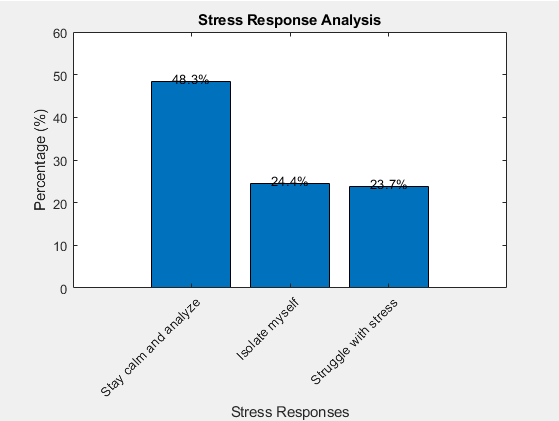 Stress Response Analysis
Percentage (%)
60
50
40
30
20
10
0
48.3%
24.4%
23.7%
Stay calm and analyze
Isolate myself
Struggle with stress
Stress Responses